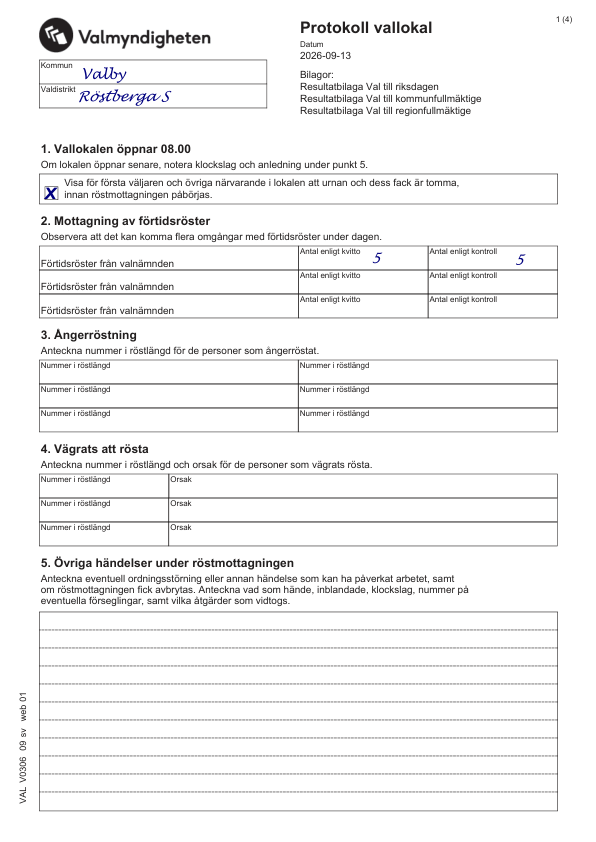 1 (4)
Valmyndigheten
Protokoll vallokal
Datum
2026-09-13
Kommun Valby
Valdistrikt Röstberga S
Bilagor:
Resultatbilaga Val till riksdagen
Resultatbilaga Val till kommunfullmäktige
Resultatbilaga Val till regionfullmäktige
1. Vallokalen öppnar 08.00
Om lokalen öppnar senare, notera klockslag och anledning under punkt 5.
X Visa för första väljaren och övriga närvarande i lokalen att urnan och dess fack är tomma,
innan röstmottagningen påbörjas.
2. Mottagning av förtidsröster
Observera att det kan komma flera omgångar med förtidsröster under dagen.
Förtidsröster från valnämnden Antal enligt kvitto 5 Antal enligt kontroll 5
Förtidsröster från valnämnden Antal enligt kvitto Antal enligt kontroll
Förtidsröster från valnämnden Antal enligt kvitto Antal enligt kontroll
3. Ångerröstning
Anteckna nummer i röstlängd för de personer som ångerröstat.
Nummer i röstlängd Nummer i röstlängd
Nummer i röstlängd Nummer i röstlängd
Nummer i röstlängd Nummer i röstlängd
4. Vägrats att rösta
Anteckna nummer i röstlängd och orsak för de personer som vägrats rösta.
Nummer i röstlängd Orsak
Nummer i röstlängd Orsak
Nummer i röstlängd Orsak
5. Övriga händelser under röstmottagningen
Anteckna eventuell ordningsstörning eller annan händelse som kan ha påverkat arbetet, samt
om röstmottagningen fick avbrytas. Anteckna vad som hände, inblandade, klockslag, nummer på
eventuella förseglingar, samt vilka åtgärder som vidtogs.
VAL V0306 09 sv web 01